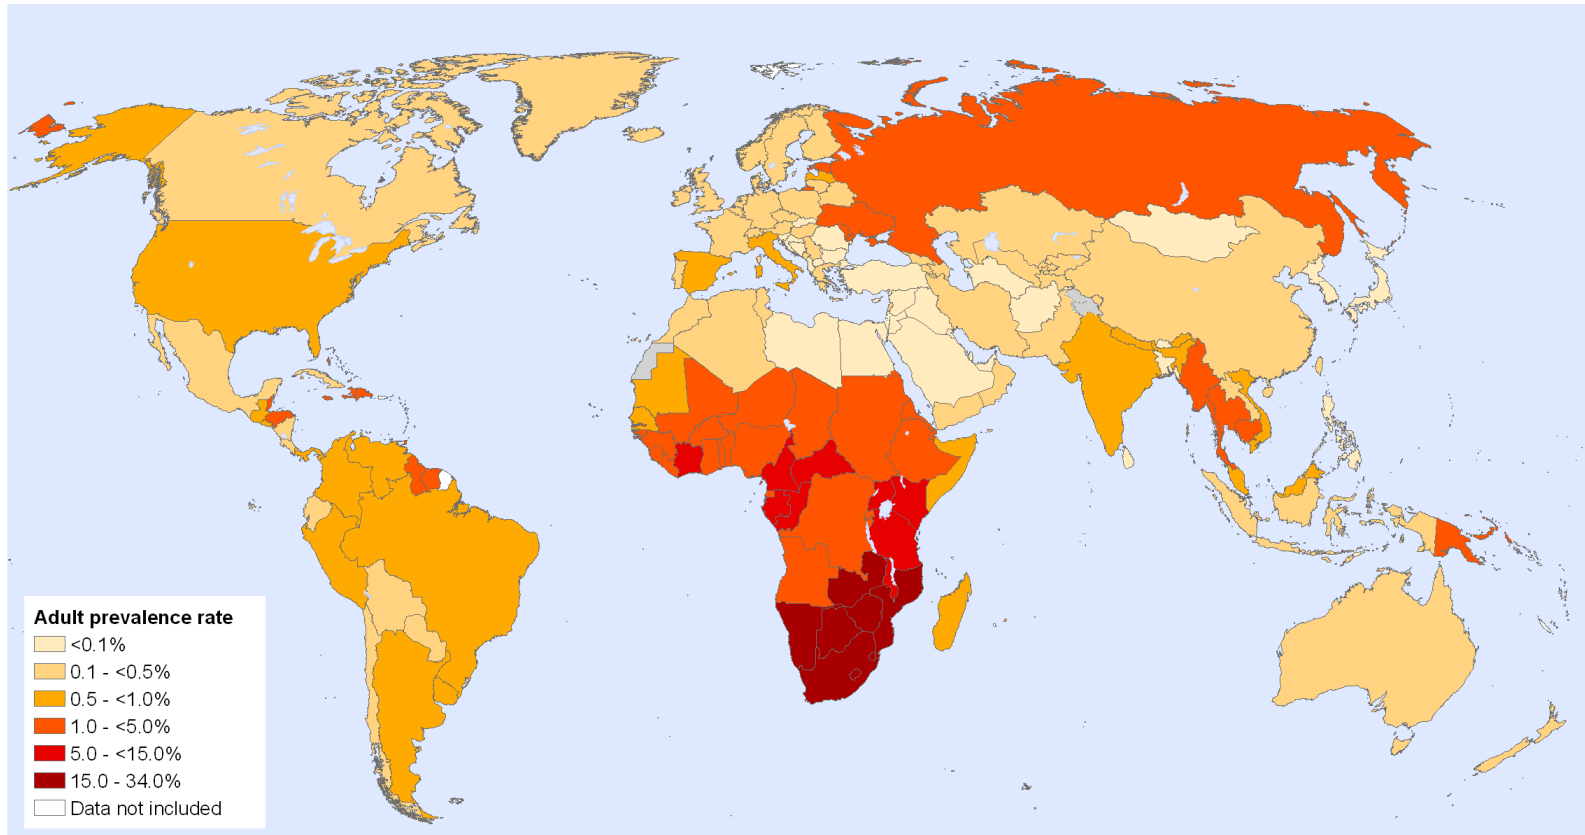 Adult prevalence rate
<0.1%
0.1 - <0.5%
0.5 - <1.0%
1.0 - <5.0%
5.0 - <15.0%
15.0 - 34.0%
Data not included